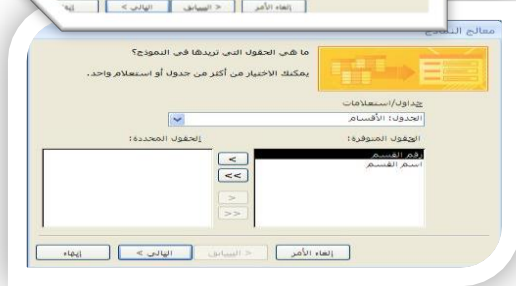 إلغاء الأمر < السابق التالي > إنهاء
معالج النماذج
ما هي الحقول التي تريدها في النموذج؟
يمكنك الاختيار من أكثر من جدول أو استعلام واحد.
جداول/استعلامات
الجدول: الأقسام
الحقول المتوفرة: الحقول المحددة:
رقم القسم
اسم القسم
>
>>
<
<<
إلغاء الأمر < السابق التالي > إنهاء